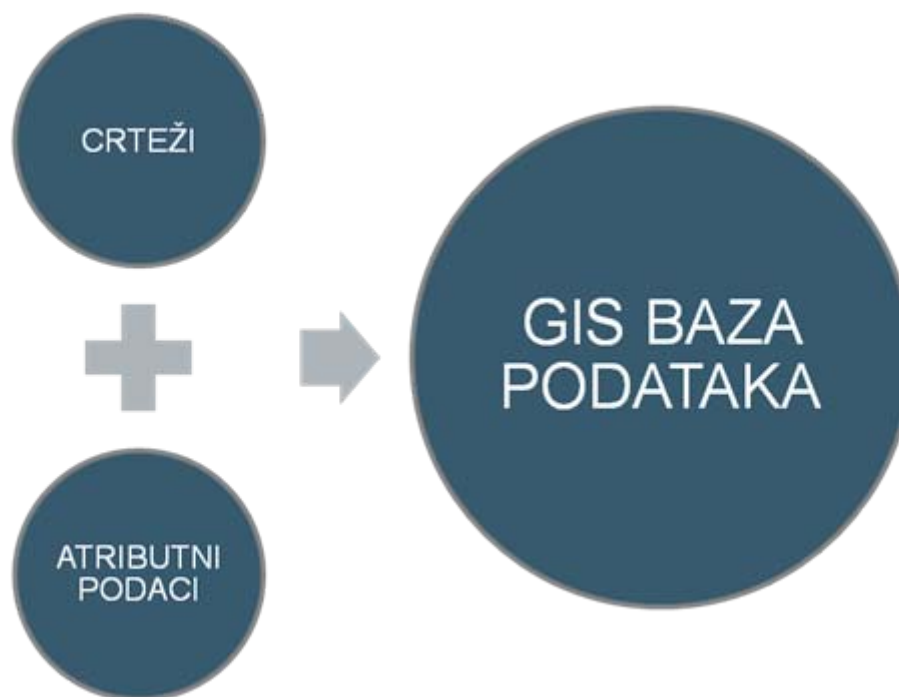 CRTEŽI
ATRIBUTNI
PODACI
GIS BAZA
PODATAKA